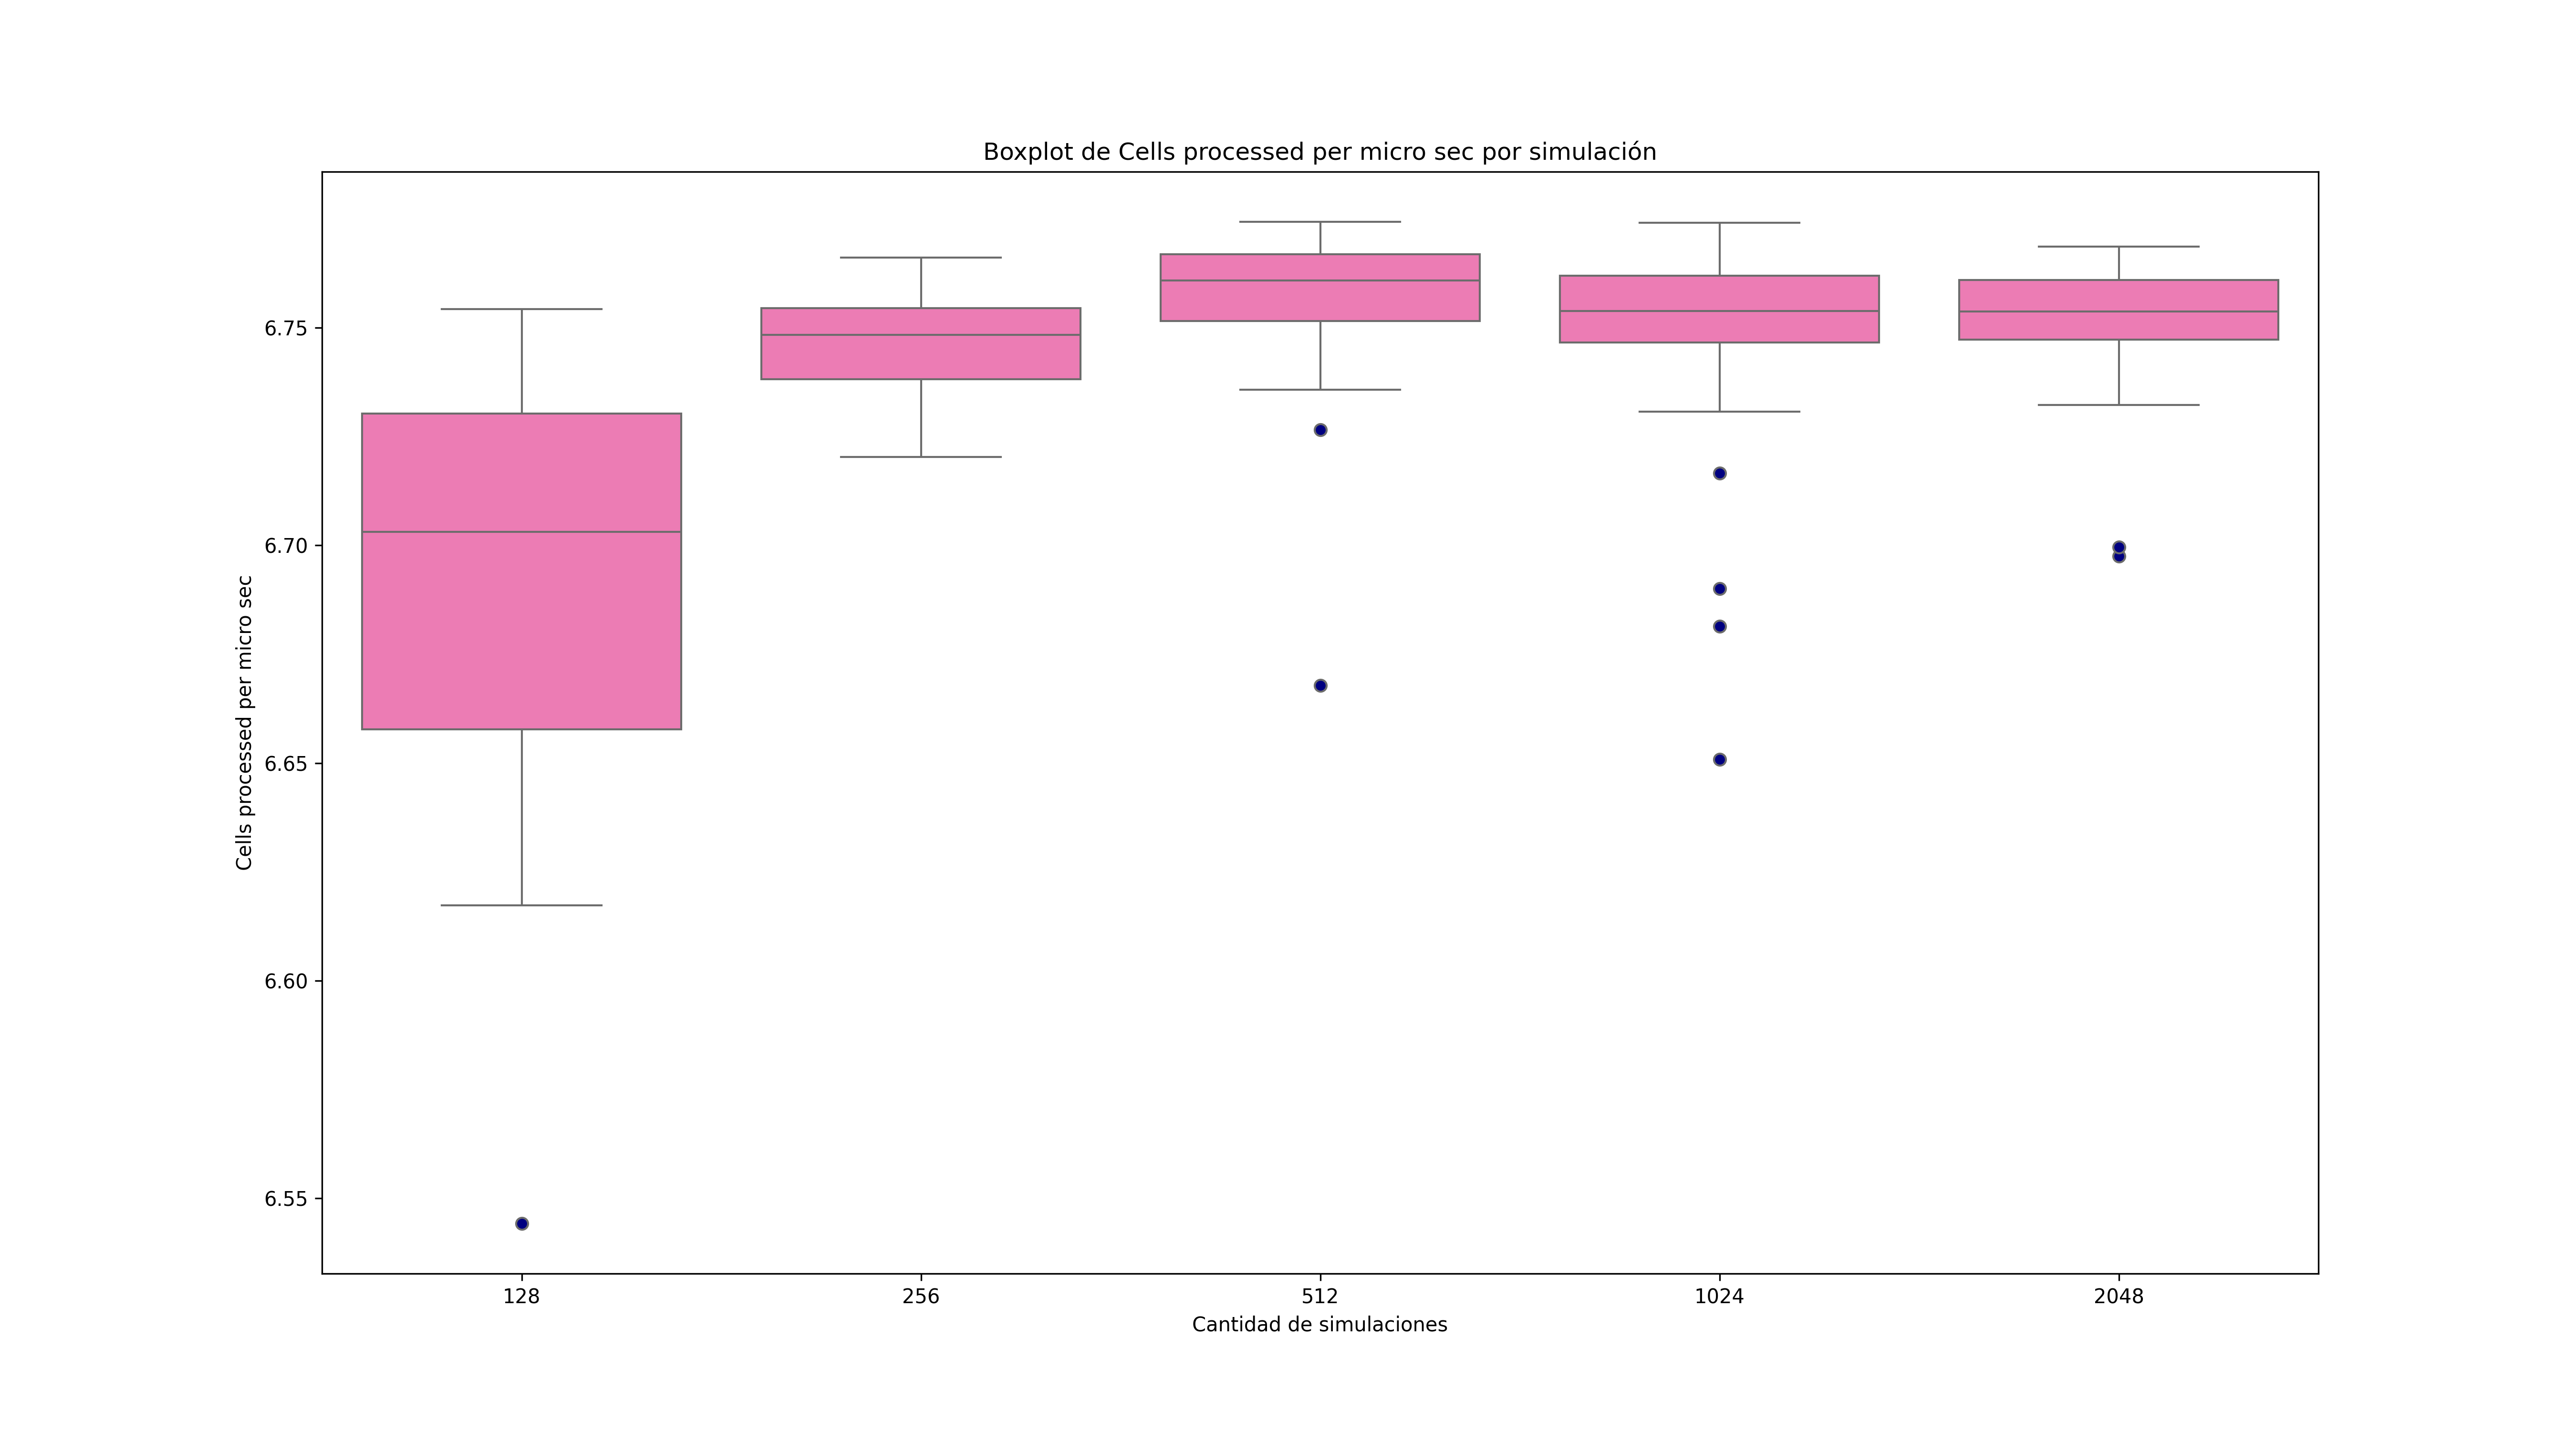 Boxplot de Cells processed per micro sec por simulación
Cells processed per micro sec
6.75
6.70
6.65
6.60
6.55
128 256 512 1024 2048
Cantidad de simulaciones